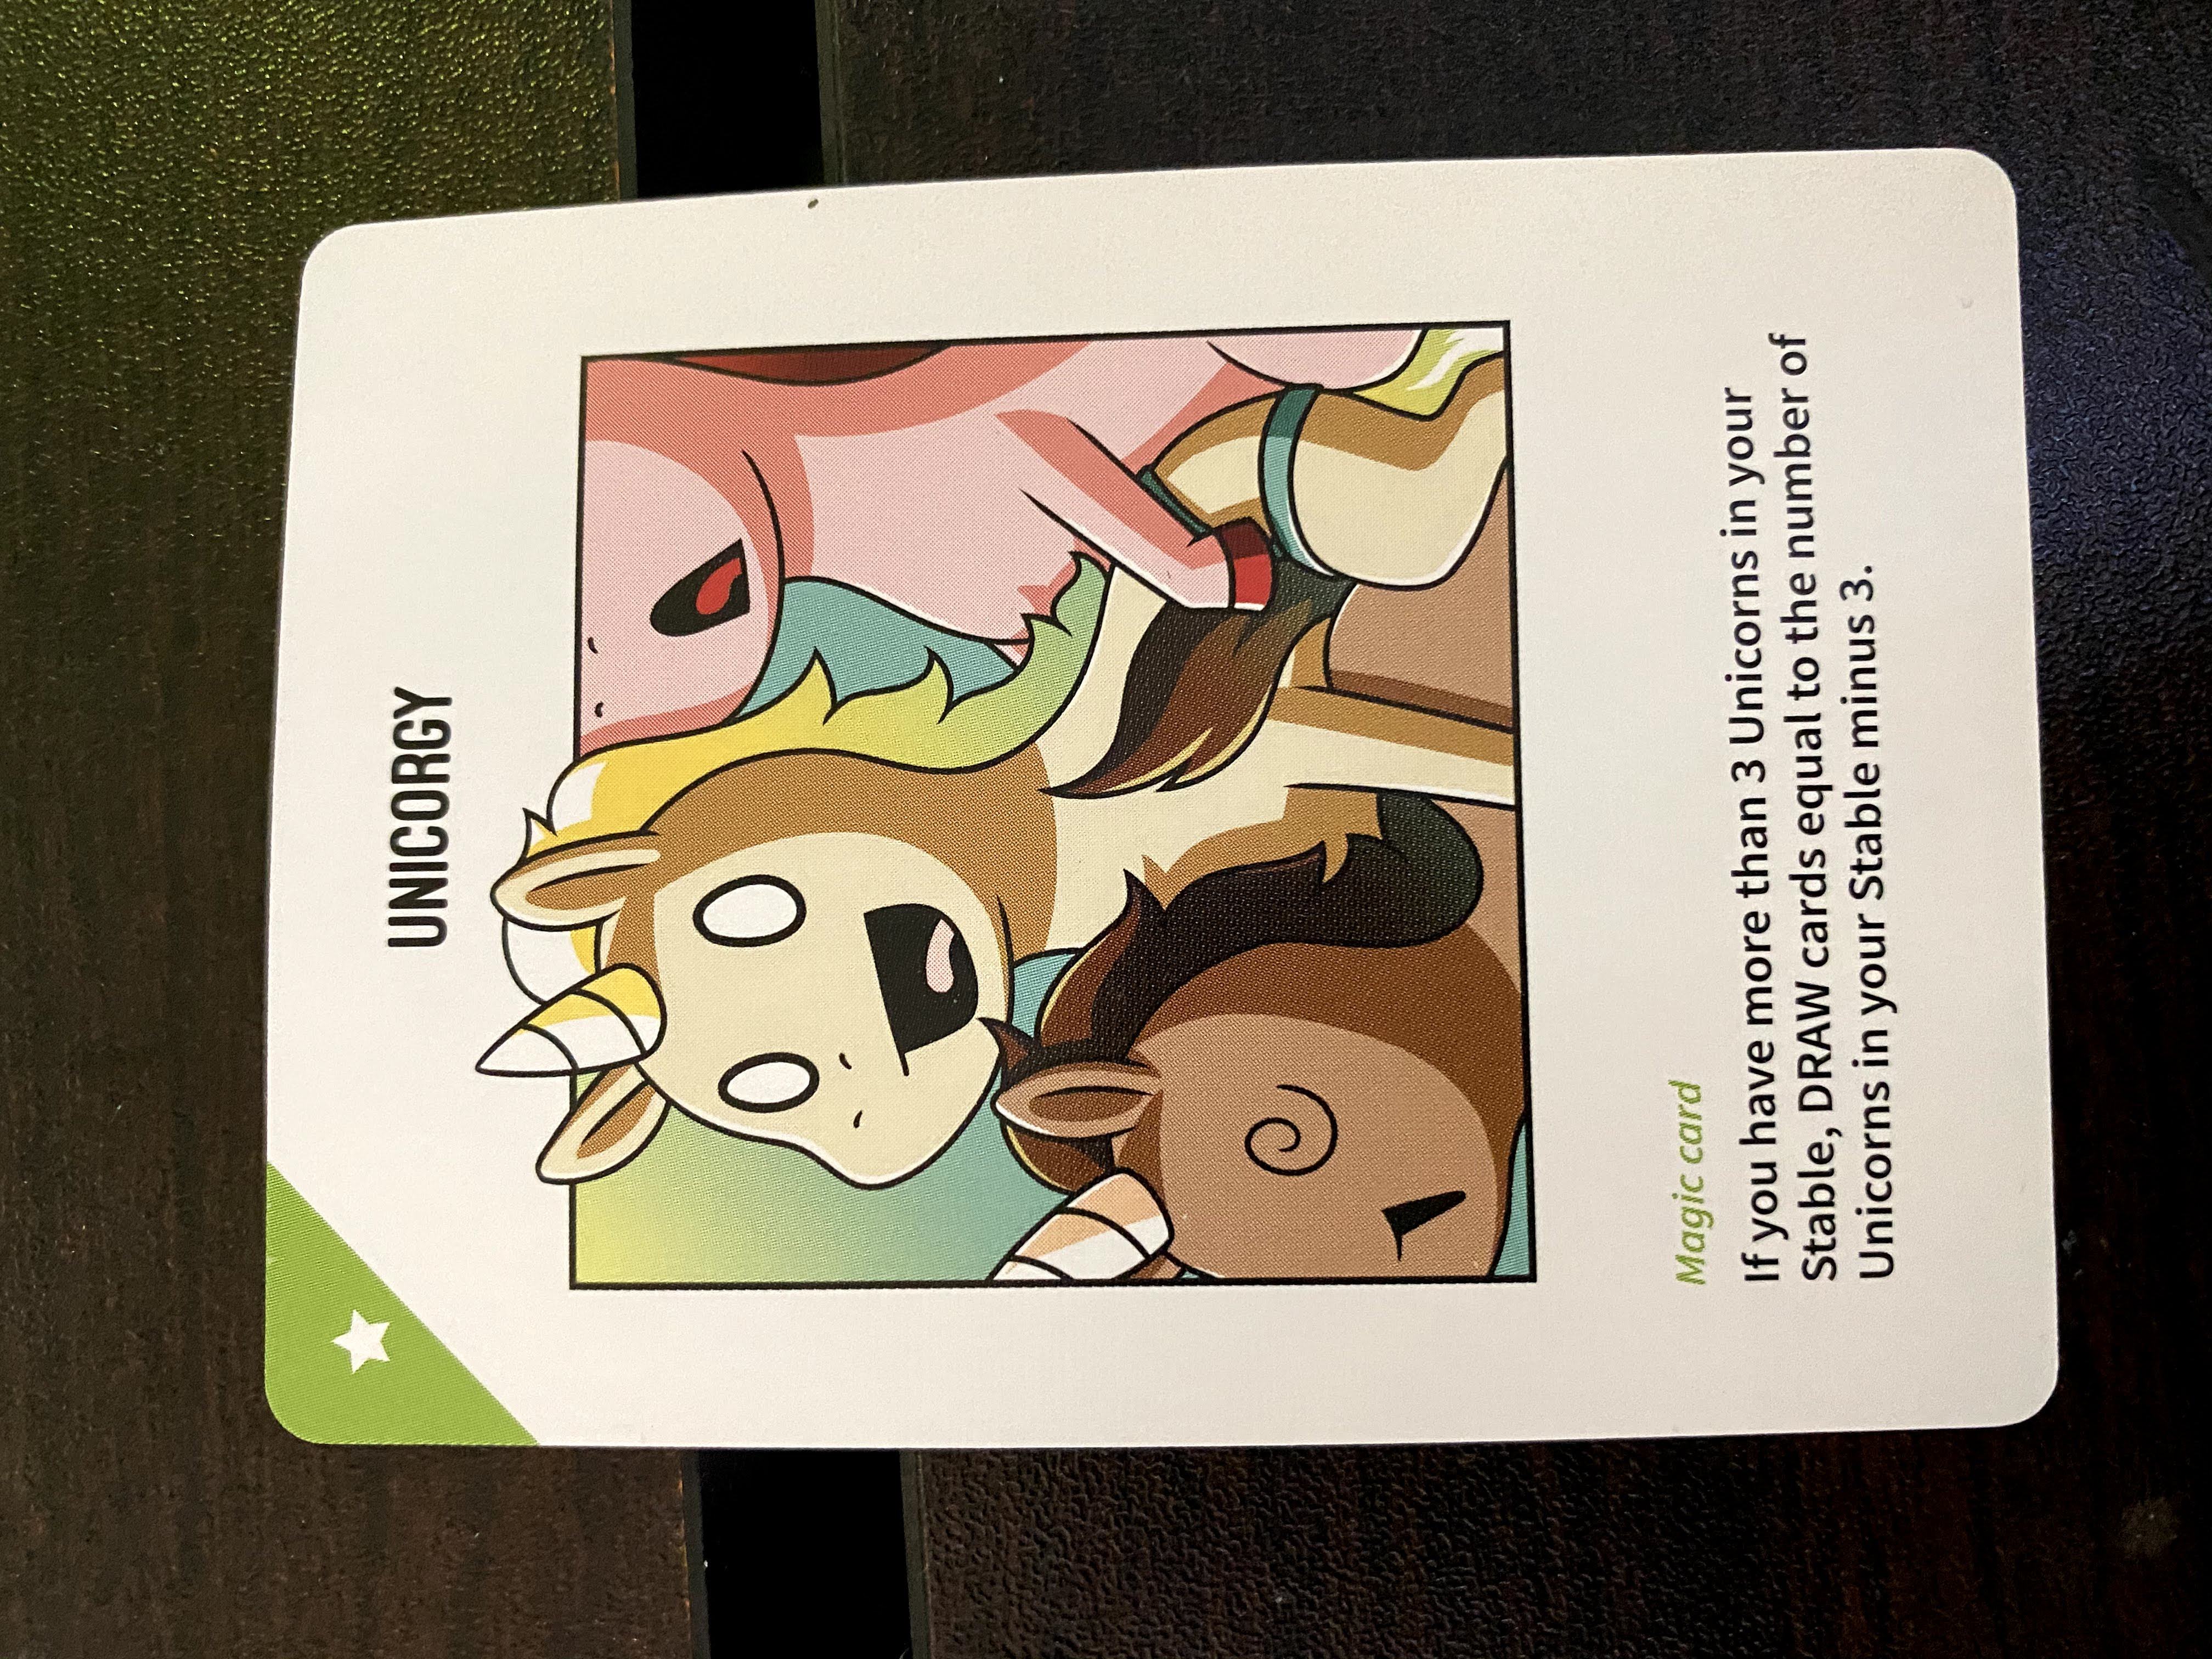 UNICORGY
Magic card
If you have more than 3 Unicorns in your
Stable, DRAW cards equal to the number of
Unicorns in your Stable minus 3.